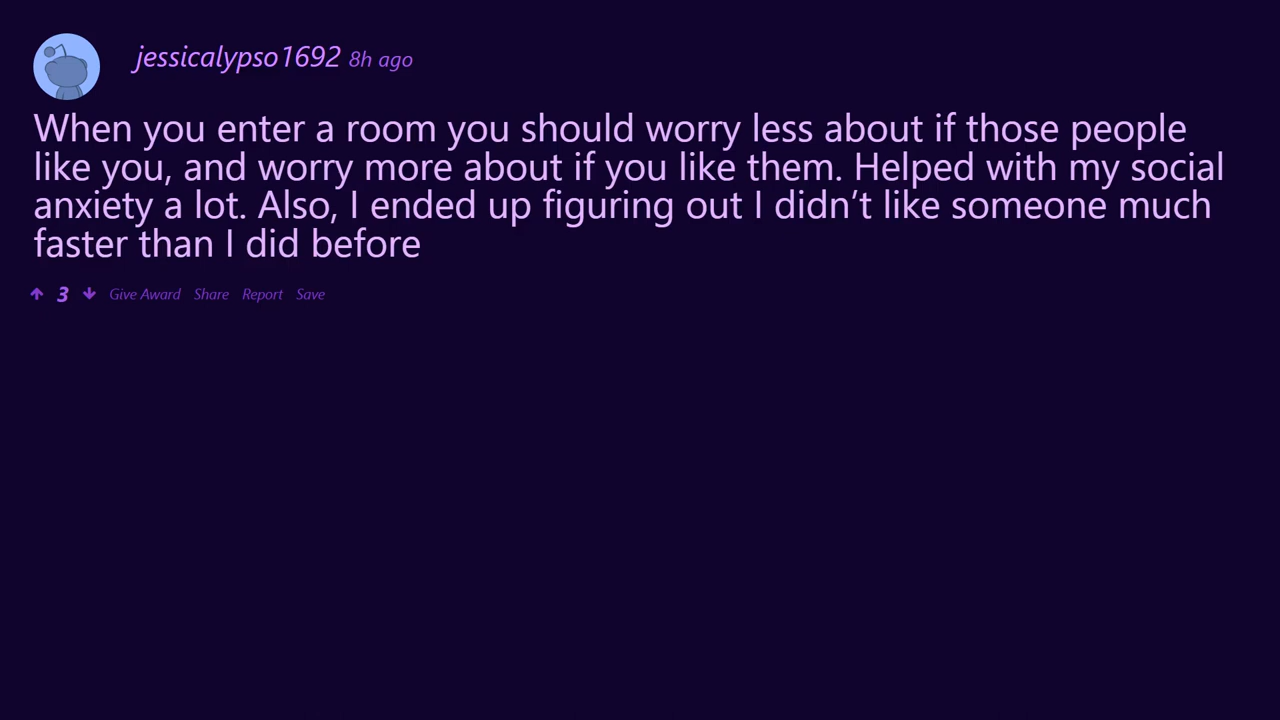 jessicalypso1692 8h ago
When you enter a room you should worry less about if those people
like you, and worry more about if you like them. Helped with my social
anxiety a lot. Also, I ended up figuring out I didn’t like someone much
faster than I did before
3 Give Award Share Report Save